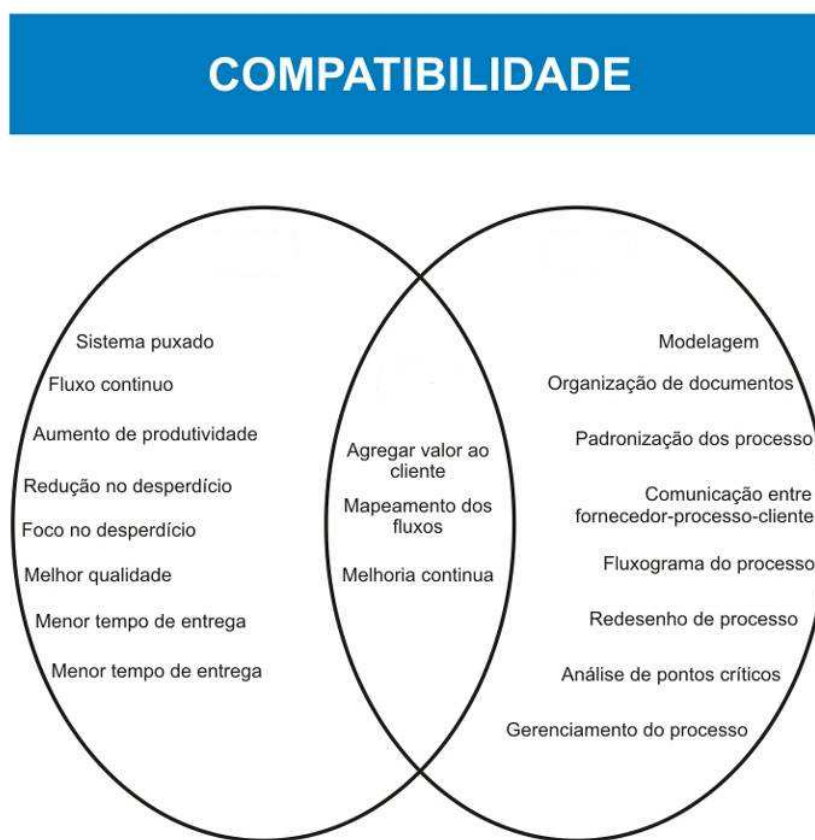 COMPATIBILIDADE
Sistema puxado
Fluxo continuo
Aumento de produtividade
Redução no desperdício
Foco no desperdício
Melhor qualidade
Menor tempo de entrega
Menor tempo de entrega
Agregar valor ao
cliente
Mapeamento dos
fluxos
Melhoria continua
Modelagem
Organização de documentos
Padronização dos processo
Comunicação entre
fornecedor-processo-cliente
Fluxograma do processo
Redesenho de processo
Análise de pontos críticos
Gerenciamento do processo